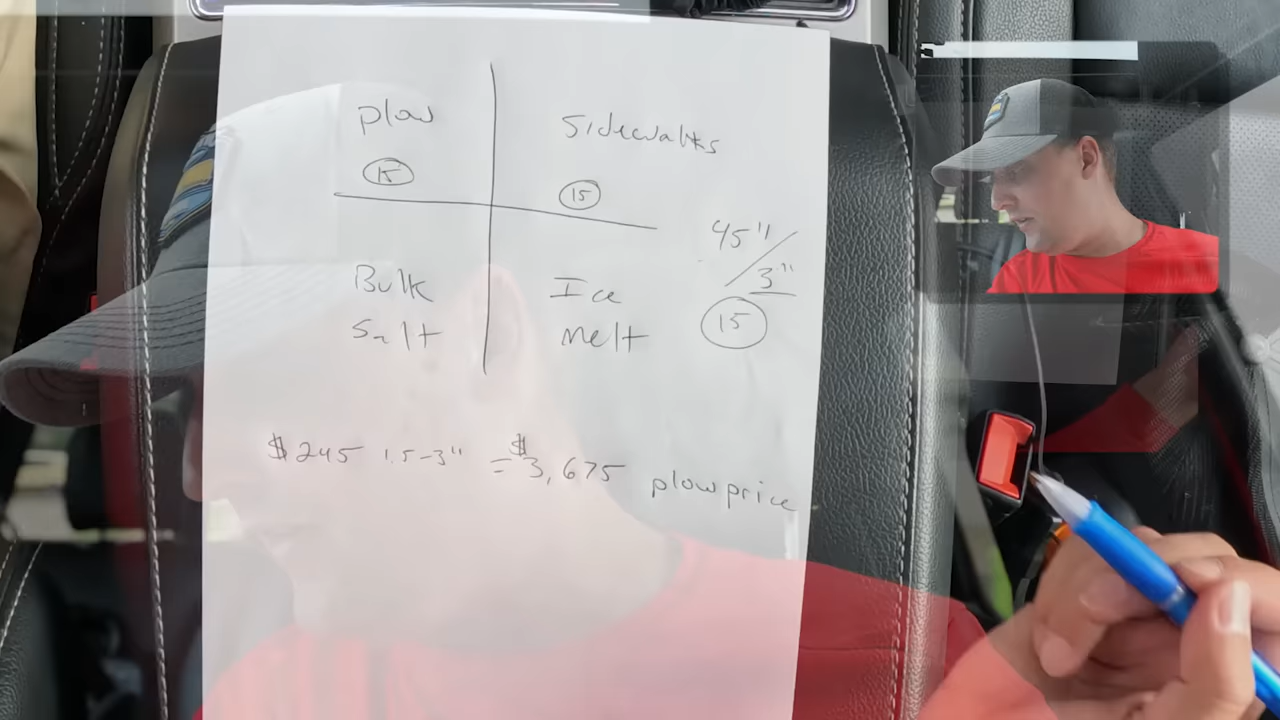 plow
15
Sidewalks
15
45"/3"
15
Bulk
Salt
Ice
melt
$245 1.5-3" = $3,675 plow price